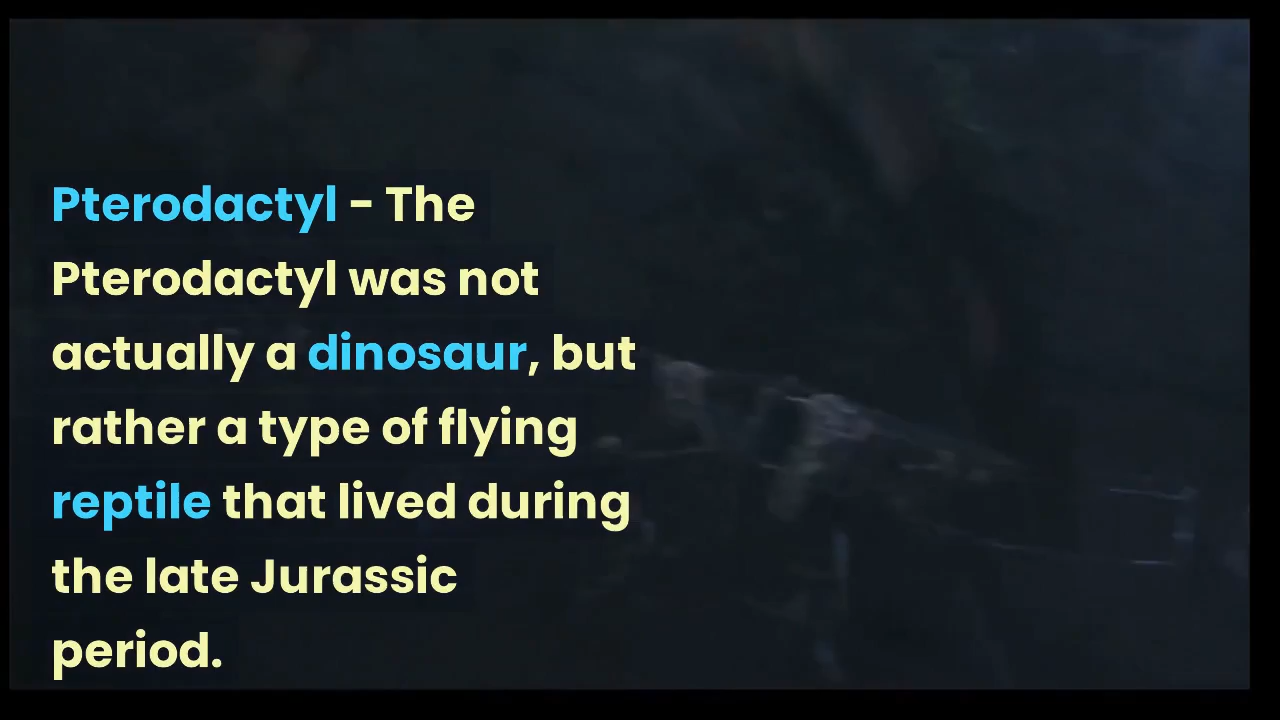 Pterodactyl - The
Pterodactyl was not
actually a dinosaur, but
rather a type of flying
reptile that lived during
the late Jurassic
period.